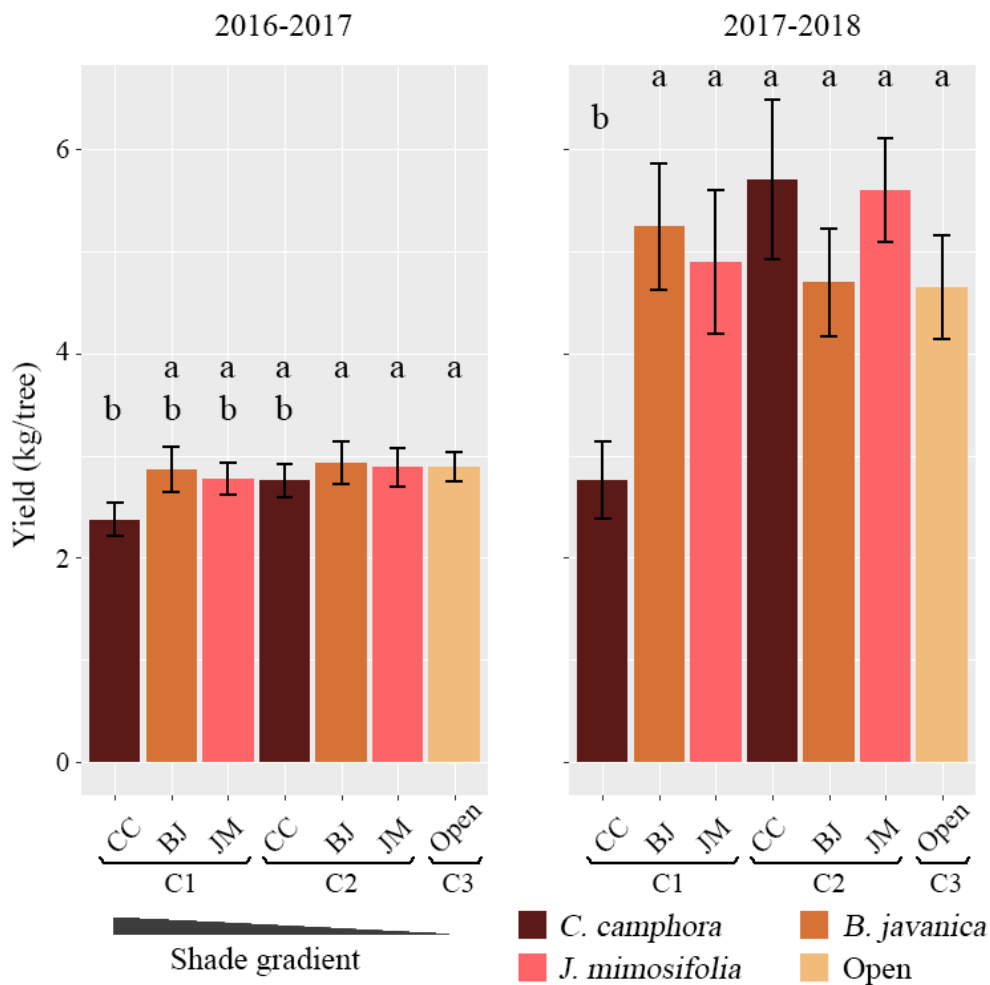 2016-2017
2017-2018
Yield (kg/tree)
6
4
2
0
a a a a a a
b b b b
a a a a a a
b
CC BJ JM CC BJ JM Open
C1 C2 C3
CC BJ JM CC BJ JM Open
C1 C2 C3
Shade gradient
C. camphora
B. javanica
J. mimosifolia
Open